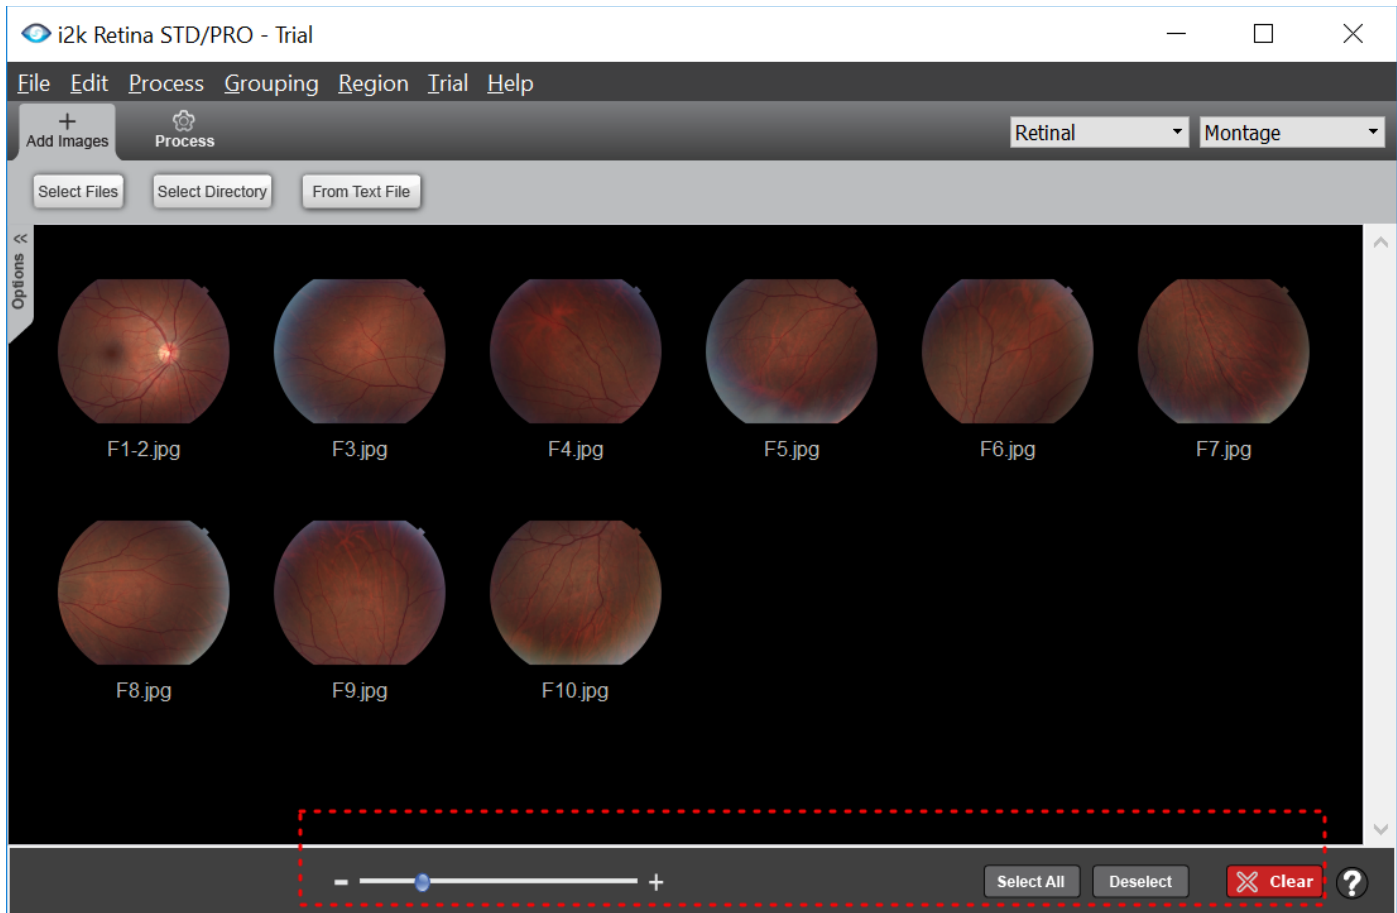 i2k Retina STD/PRO - Trial
File Edit Process Grouping Region Trial Help
Add Images
Process
Retinal
Montage
Select Files
Select Directory
From Text File
Options
F1-2.jpg
F3.jpg
F4.jpg
F5.jpg
F6.jpg
F7.jpg
F8.jpg
F9.jpg
F10.jpg
Select All
Deselect
Clear
?